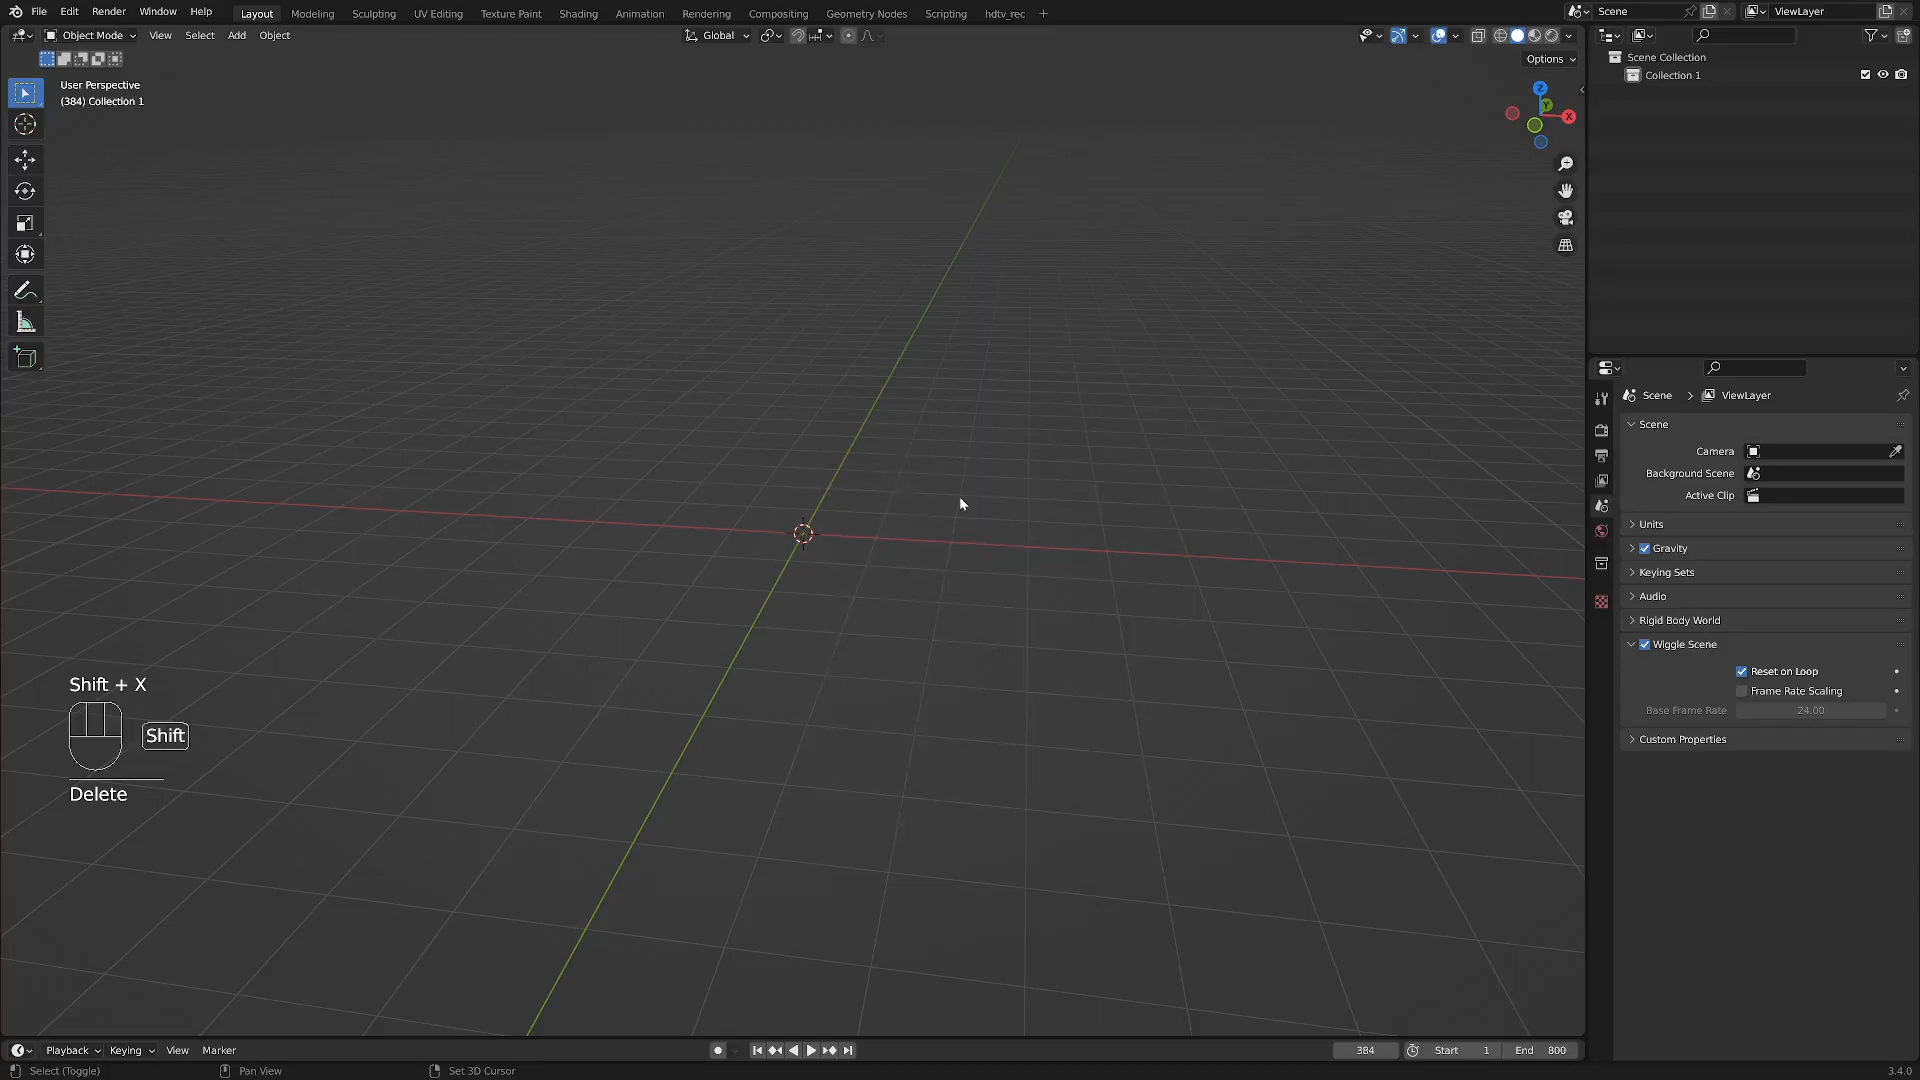 File Edit Render Window Help Layout Modeling Sculpting UV Editing Texture Paint Shading Animation Rendering Compositing Geometry Nodes Scripting hdtv_rec + Scene ViewLayer
Object Mode View Select Add Object Global
Options
User Perspective
(384) Collection 1
Z
Y
X
Scene Collection
Collection 1
Scene > ViewLayer
Scene
Camera
Background Scene
Active Clip
Units
Gravity
Keying Sets
Audio
Rigid Body World
Wiggle Scene
Reset on Loop
Frame Rate Scaling
Base Frame Rate 24.00
Custom Properties
Shift + X
Shift
Delete
Playback Keying View Marker 384 Start 1 End 800
Select (Toggle) Pan View Set 3D Cursor 3.4.0